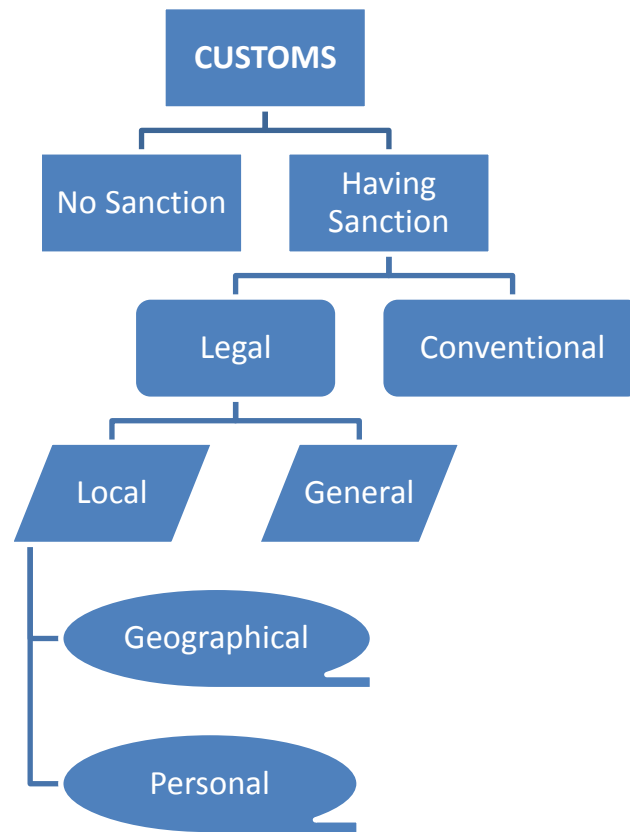 CUSTOMS
No Sanction
Having
Sanction
Legal
Conventional
Local
General
Geographical
Personal